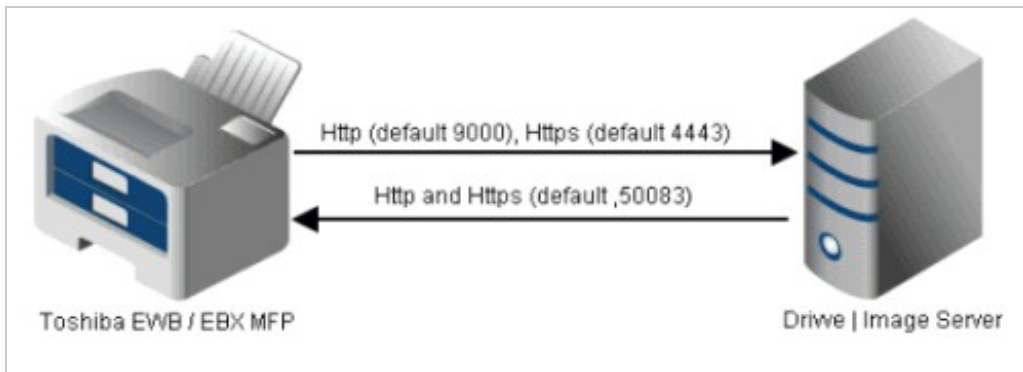 Http (default 9000), Https (default 4443)
Http and Https (default ,50083)
Toshiba EWB / EBX MFP
Drivve | Image Server